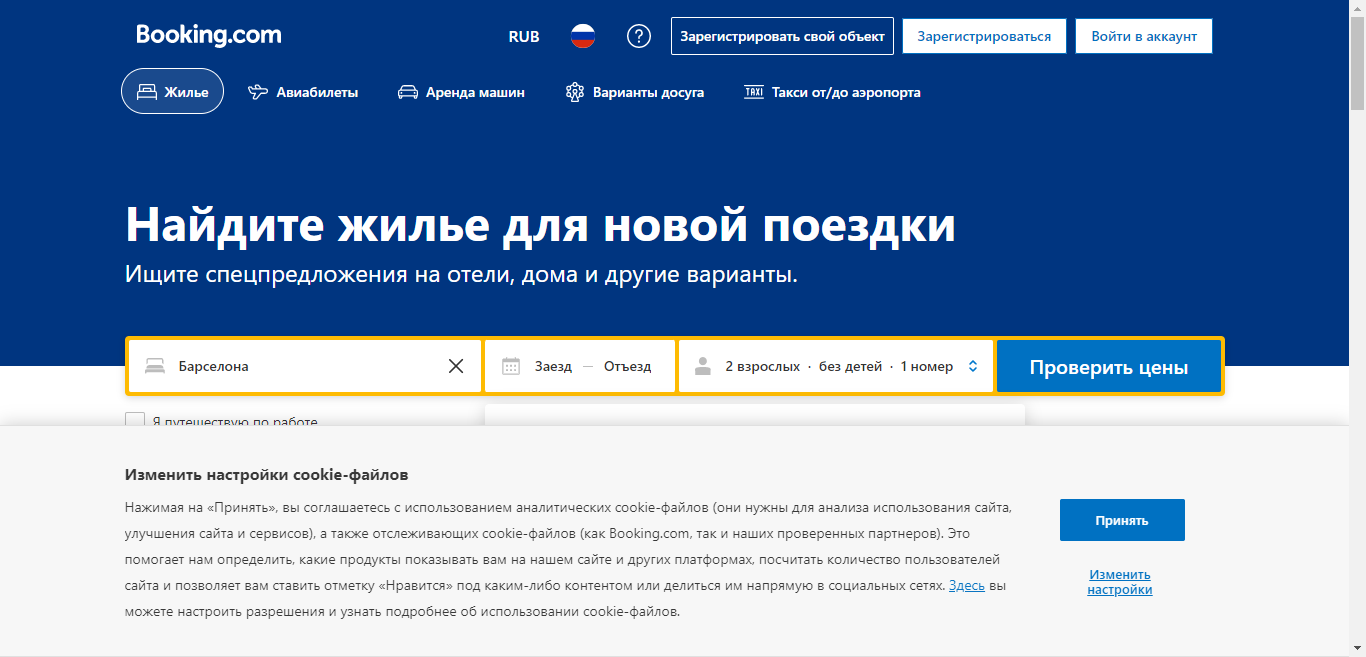 Booking.com
RUB
Зарегистрировать свой объект
Зарегистрироваться
Войти в аккаунт
Жилье
Авиабилеты
Аренда машин
Варианты досуга
TAXI
Такси от/до аэропорта
Найдите жилье для новой поездки
Ищите спецпредложения на отели, дома и другие варианты.
Барселона
Заезд — Отъезд
2 взрослых · без детей · 1 номер
Проверить цены
Я путешествую по работе
Изменить настройки cookie-файлов
Нажимая на «Принять», вы соглашаетесь с использованием аналитических cookie-файлов (они нужны для анализа использования сайта,
улучшения сайта и сервисов), а также отслеживающих cookie-файлов (как Booking.com, так и наших проверенных партнеров). Это
помогает нам определить, какие продукты показывать вам на нашем сайте и других платформах, посчитать количество пользователей
сайта и позволяет вам ставить отметку «Нравится» под каким-либо контентом или делиться им напрямую в социальных сетях. Здесь вы
можете настроить разрешения и узнать подробнее об использовании cookie-файлов.
Принять
Изменить
настройки